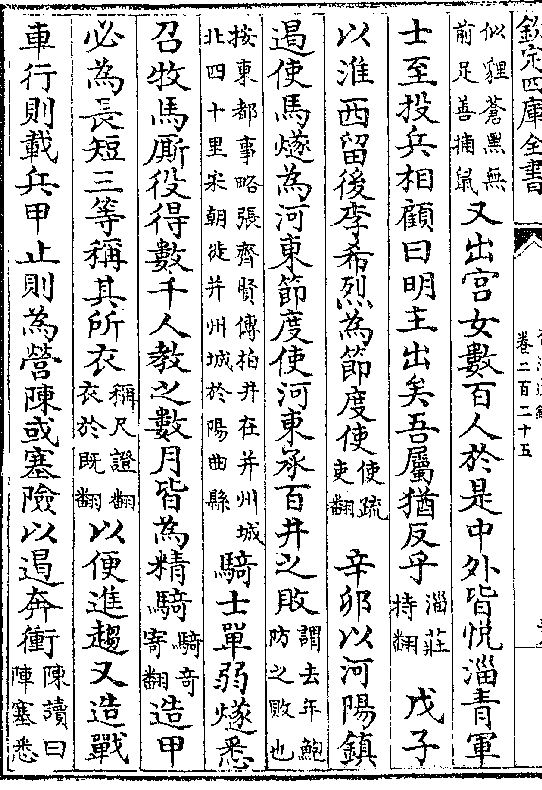 欽定四庫全書
卷二百二十五
似貍蒼黑無
前足善捕鼠
又出宮女數百人於是中外皆悅淄青軍
士至投兵相顧曰明主出矣吾屬猶反乎
淄莊
持翻
戊子
以淮西留後李希烈為節度使
使疏
吏翻
辛卯以河陽鎮
遏使馬燧為河東節度使河東承百井之敗
謂去年鮑
防之敗也
按東都事略張齊賢傳柏井在并州城
北四十里宋朝徙并州城於陽曲縣
騎士單弱燧悉
召牧馬厮役得數千人教之數月皆為精騎
騎奇
寄翻
造甲
必為長短三等稱其所衣
稱尺證翻
衣於既翻
以便進趨又造戰
車行則載兵甲止則為營陳或塞險以遏奔衝
陳讀曰
陣塞悉